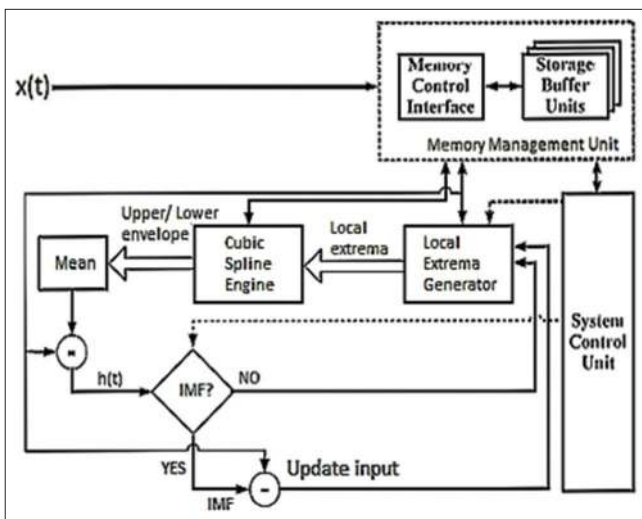 x(t)
Memory
Control
Interface
Storage
Buffer
Units
Memory Management Unit
Upper/ Lower
envelope
Local
extrema
Mean
Cubic
Spline
Engine
Local
Extrema
Generator
System
Control
Unit
h(t)
IMF?
NO
YES
IMF
Update input
-